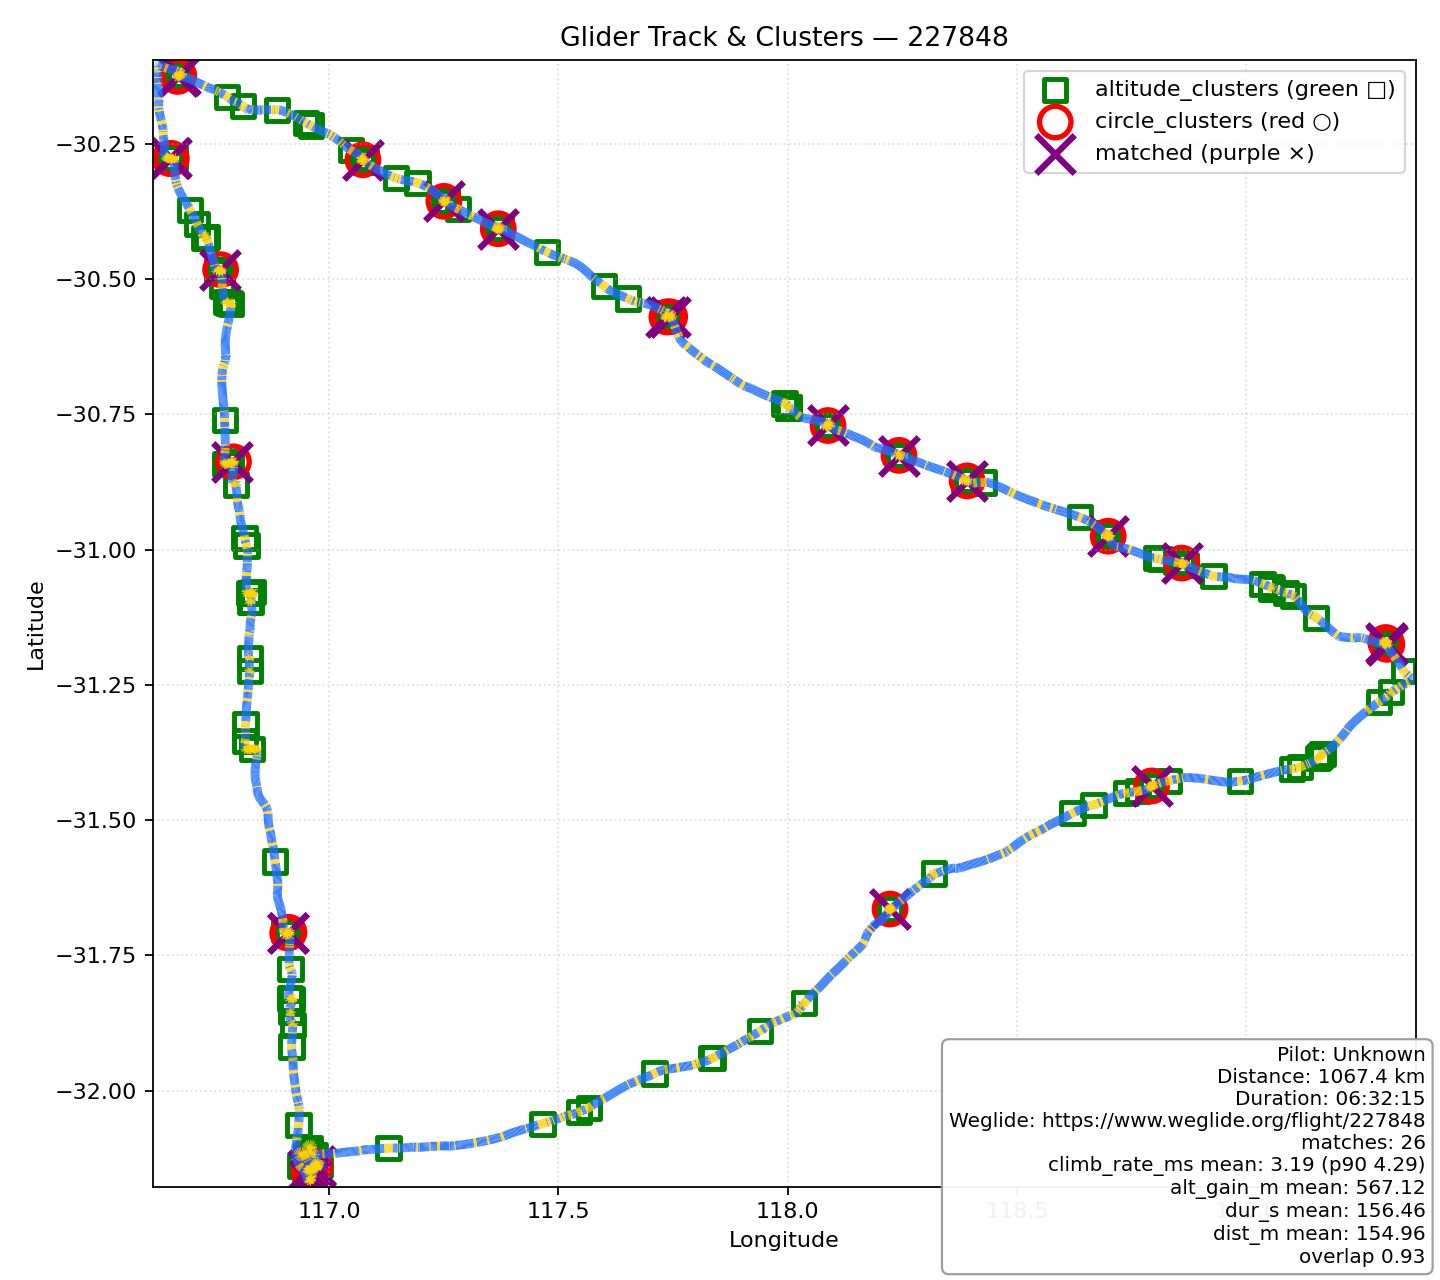 Glider Track & Clusters — 227848
altitude_clusters (green □)
circle_clusters (red ○)
matched (purple ×)
−30.25
−30.50
−30.75
−31.00
−31.25
−31.50
−31.75
−32.00
Latitude
117.0
117.5
118.0
118.5
Longitude
Pilot: Unknown
Distance: 1067.4 km
Duration: 06:32:15
Weglide: https://www.weglide.org/flight/227848
matches: 26
climb_rate_ms mean: 3.19 (p90 4.29)
alt_gain_m mean: 567.12
dur_s mean: 156.46
dist_m mean: 154.96
overlap 0.93